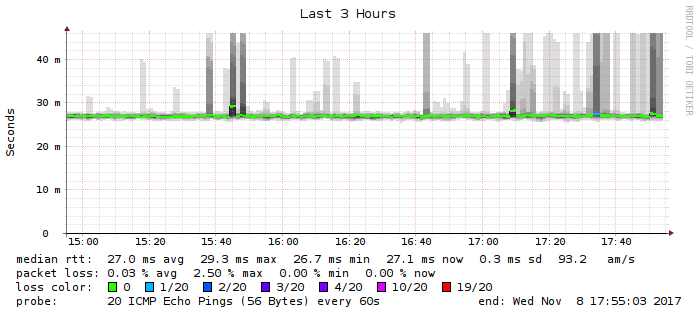 Last 3 Hours
RRDTOOL / TOBI OETIKER
Seconds
40 m
30 m
20 m
10 m
0
15:00 15:20 15:40 16:00 16:20 16:40 17:00 17:20 17:40
median rtt: 27.0 ms avg 29.3 ms max 26.7 ms min 27.1 ms now 0.3 ms sd 93.2 am/s
packet loss: 0.03 % avg 2.50 % max 0.00 % min 0.00 % now
loss color: 0 1/20 2/20 3/20 4/20 10/20 19/20
probe: 20 ICMP Echo Pings (56 Bytes) every 60s end: Wed Nov 8 17:55:03 2017